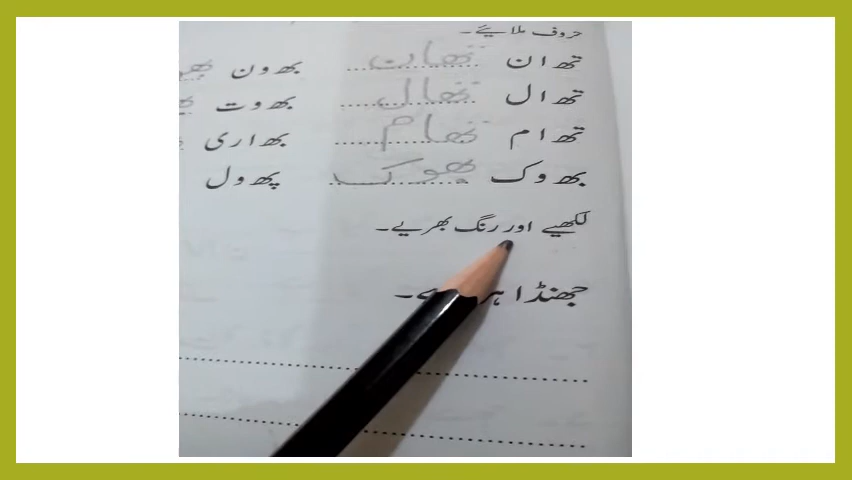 حروف ملائیے۔
تھ ا ن تھان بھ و ن
تھ ا ل تھال بھ و ت
تھ ا م تھام بھ ا ر ی
بھ و ک بھوک پھ و ل
لکھیے اور رنگ بھریے۔
جھنڈا